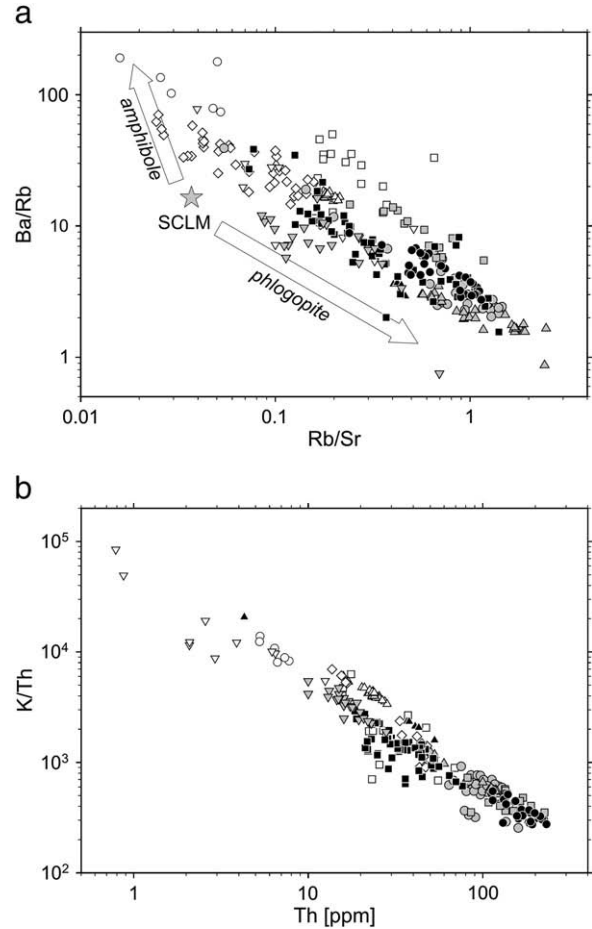 a
100
10
1
Ba/Rb
amphibole
SCLM
phlogopite
0.01
0.1
1
Rb/Sr
b
10^5
10^4
10^3
10^2
K/Th
1
10
100
Th [ppm]